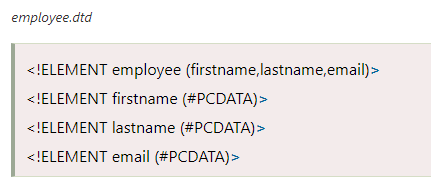 employee.dtd
<!ELEMENT employee (firstname,lastname,email)>
<!ELEMENT firstname (#PCDATA)>
<!ELEMENT lastname (#PCDATA)>
<!ELEMENT email (#PCDATA)>